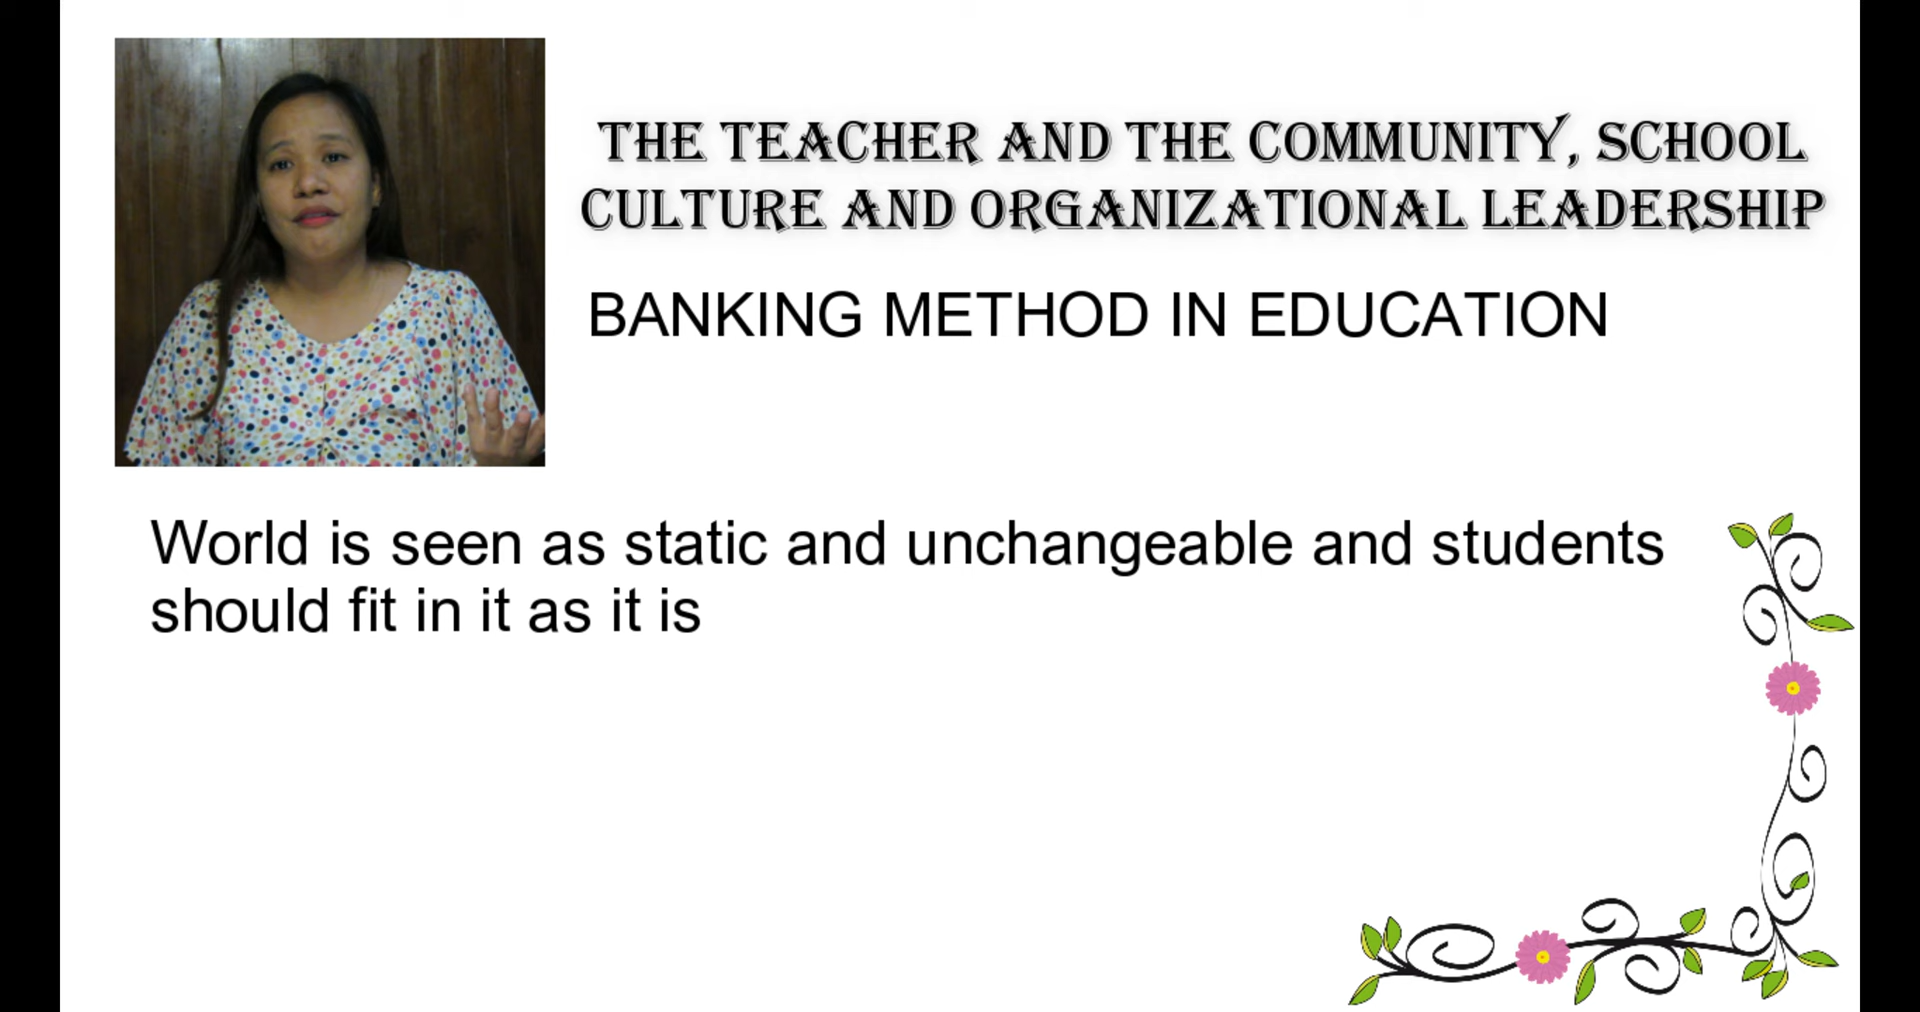 THE TEACHER AND THE COMMUNITY, SCHOOL
CULTURE AND ORGANIZATIONAL LEADERSHIP
BANKING METHOD IN EDUCATION
World is seen as static and unchangeable and students
should fit in it as it is